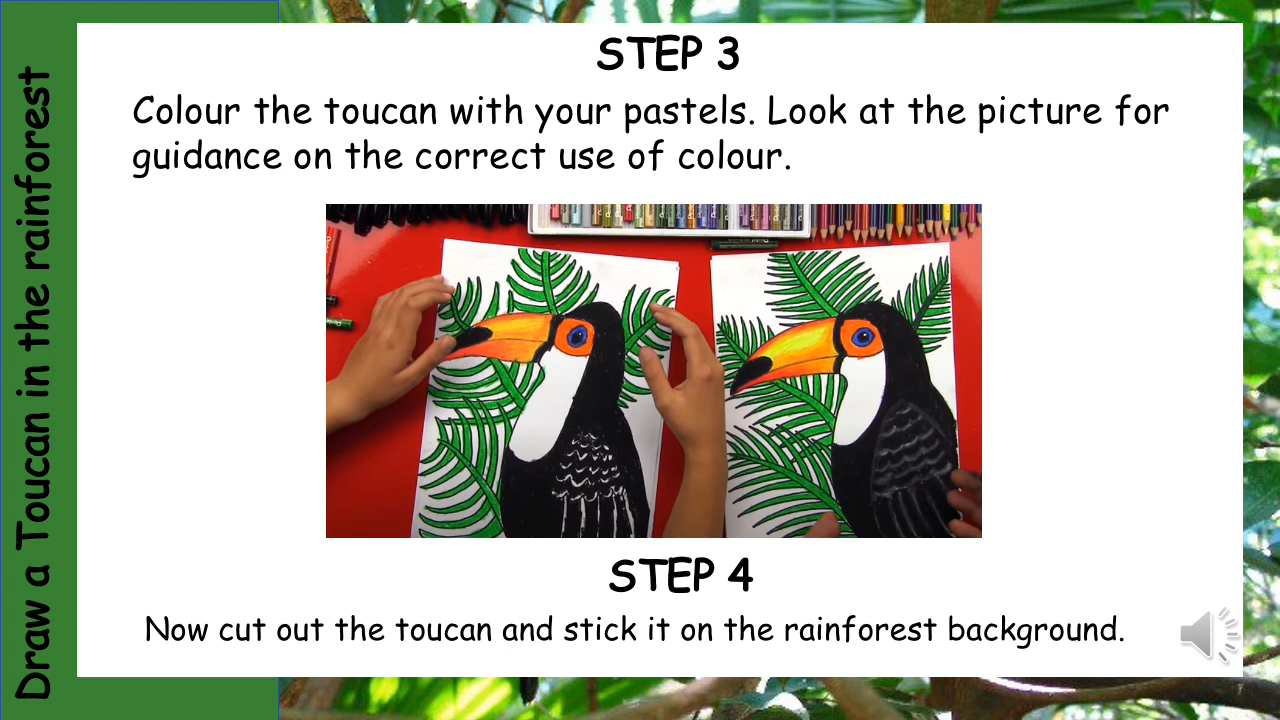 Draw a Toucan in the rainforest
STEP 3
Colour the toucan with your pastels. Look at the picture for
guidance on the correct use of colour.
STEP 4
Now cut out the toucan and stick it on the rainforest background.